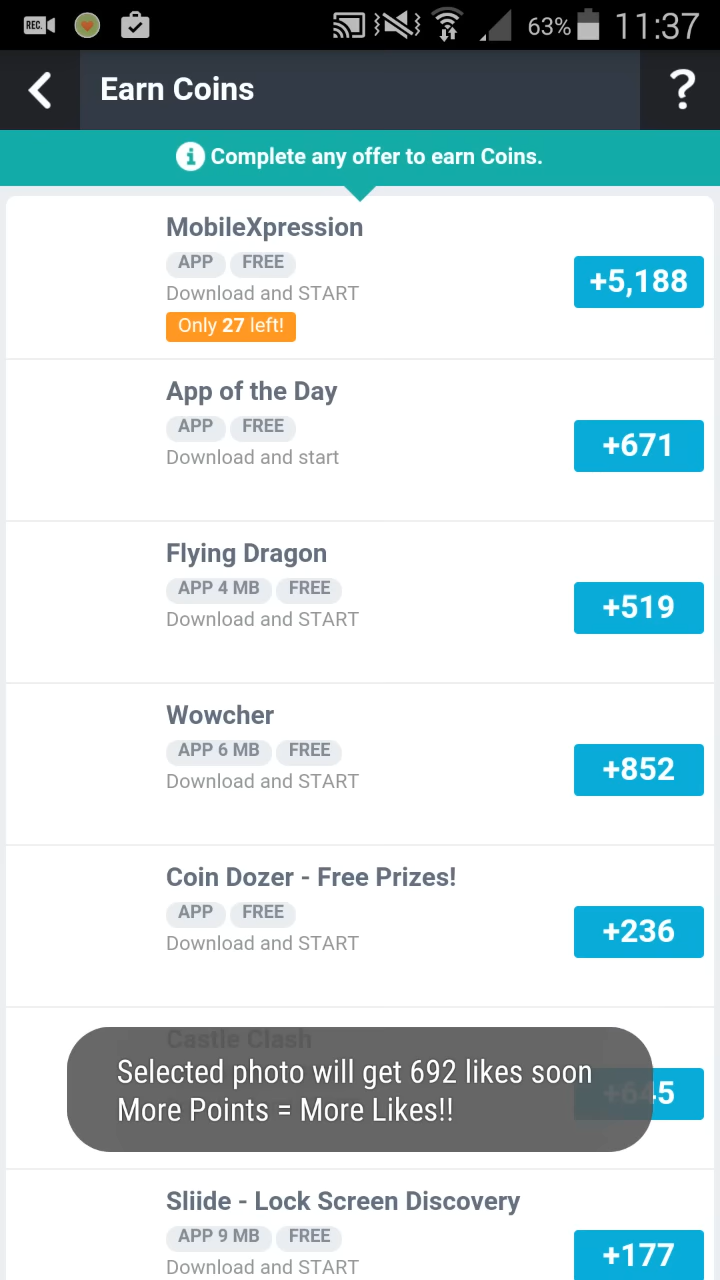 REC.
63% 11:37
Earn Coins ?
Complete any offer to earn Coins.
MobileXpression
APP FREE
+5,188
Download and START
Only 27 left!
App of the Day
APP FREE
+671
Download and start
Flying Dragon
APP 4 MB FREE
+519
Download and START
Wowcher
APP 6 MB FREE
+852
Download and START
Coin Dozer - Free Prizes!
APP FREE
+236
Download and START
Castle Clash
Selected photo will get 692 likes soon
+645
More Points = More Likes!!
Sliide - Lock Screen Discovery
APP 9 MB FREE
+177
Download and START